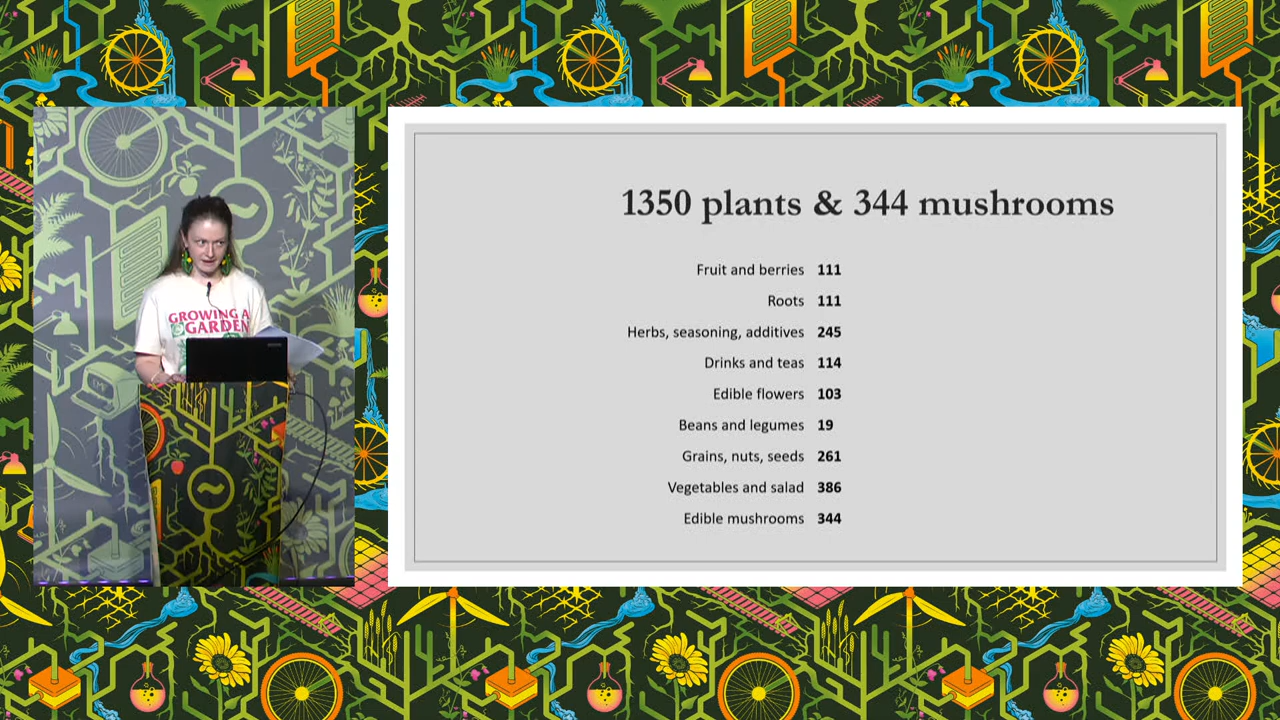 1350 plants & 344 mushrooms
Fruit and berries 111
Roots 111
Herbs, seasoning, additives 245
Drinks and teas 114
Edible flowers 103
Beans and legumes 19
Grains, nuts, seeds 261
Vegetables and salad 386
Edible mushrooms 344
GROWING A
GARDEN